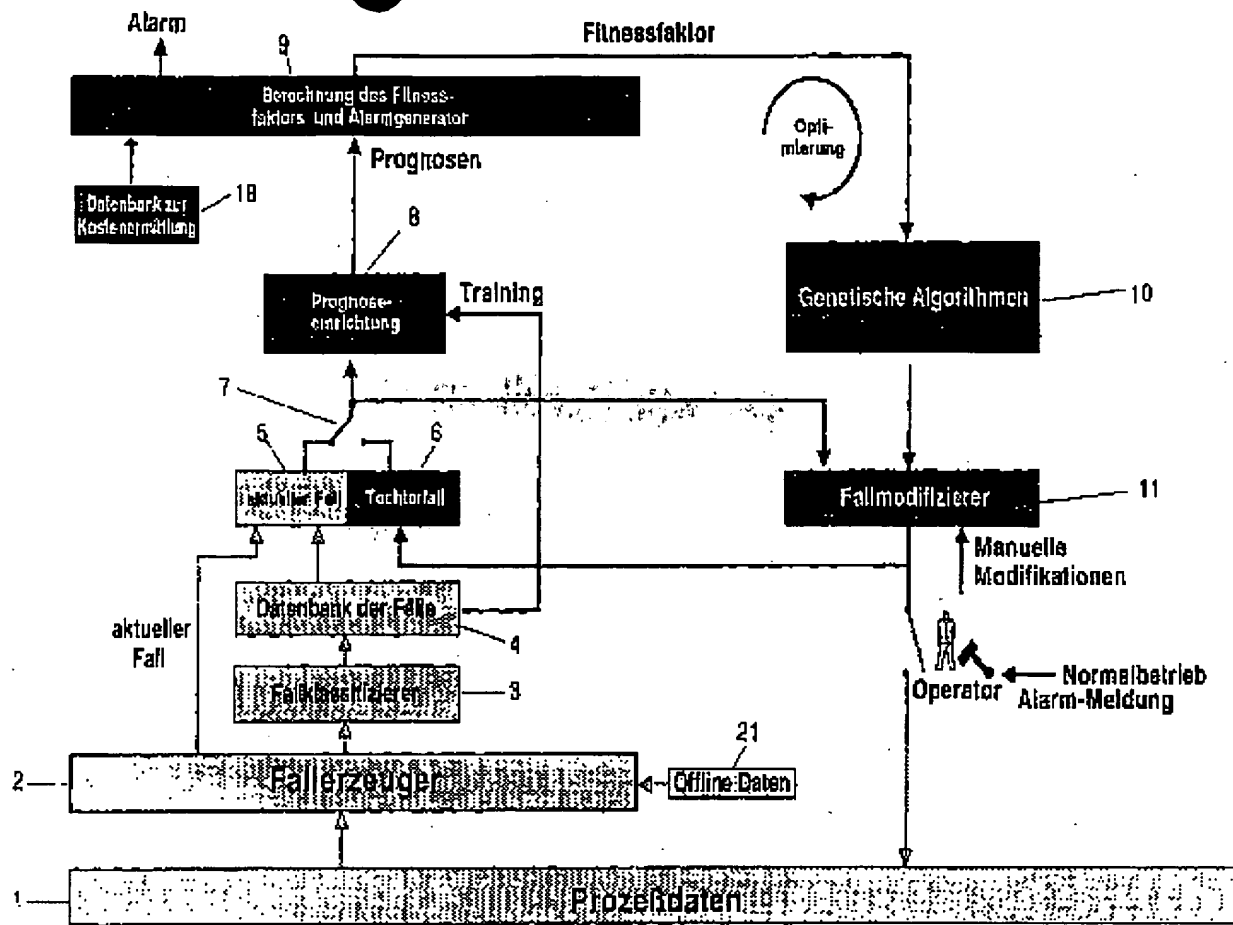 Alarm
Fitnessfaktor
9
Berechnung des Fitness-
faktors und Alarmgenerator
Opti-
mierung
Prognosen
18
Datenbank zur
Kostenermittlung
8
Prognose-
einrichtung
Training
Genetische Algorithmen
10
7
5
6
aktueller Fall
Tochterfall
Fallmodifizierer
11
Manuelle
Modifikationen
Datenbank der Fälle
4
aktueller
Fall
Fallklassifizierer
3
Operator
Normalbetrieb
Alarm-Meldung
21
2
Fallerzeuger
Offline-Daten
1
Prozeßdaten